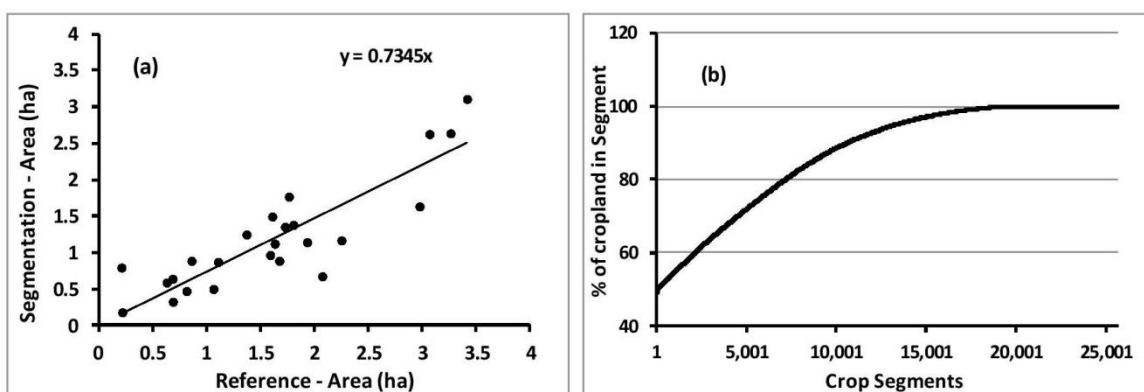 (a)
y = 0.7345x
Segmentation - Area (ha)
4
3.5
3
2.5
2
1.5
1
0.5
0
0 0.5 1 1.5 2 2.5 3 3.5 4
Reference - Area (ha)
(b)
% of cropland in Segment
120
100
80
60
40
1 5,001 10,001 15,001 20,001 25,001
Crop Segments